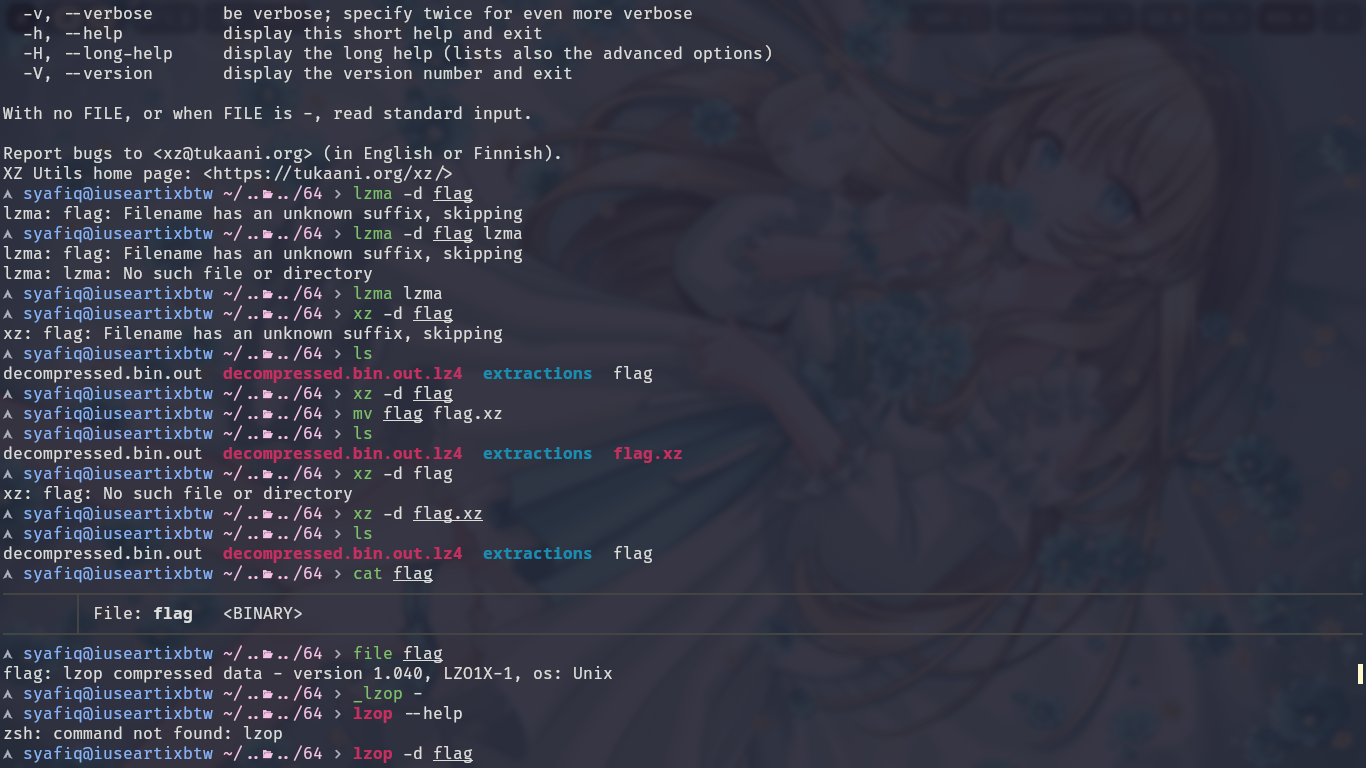 -v, --verbose       be verbose; specify twice for even more verbose
-h, --help          display this short help and exit
-H, --long-help     display the long help (lists also the advanced options)
-V, --version       display the version number and exit
With no FILE, or when FILE is -, read standard input.
Report bugs to <xz@tukaani.org> (in English or Finnish).
XZ Utils home page: <https://tukaani.org/xz/>
syafiq@iuseartixbtw ~/../../64 > lzma -d flag
lzma: flag: Filename has an unknown suffix, skipping
syafiq@iuseartixbtw ~/../../64 > lzma -d flag lzma
lzma: flag: Filename has an unknown suffix, skipping
lzma: lzma: No such file or directory
syafiq@iuseartixbtw ~/../../64 > lzma lzma
syafiq@iuseartixbtw ~/../../64 > xz -d flag
xz: flag: Filename has an unknown suffix, skipping
syafiq@iuseartixbtw ~/../../64 > ls
decompressed.bin.out  decompressed.bin.out.lz4  extractions  flag
syafiq@iuseartixbtw ~/../../64 > xz -d flag
syafiq@iuseartixbtw ~/../../64 > mv flag flag.xz
syafiq@iuseartixbtw ~/../../64 > ls
decompressed.bin.out  decompressed.bin.out.lz4  extractions  flag.xz
syafiq@iuseartixbtw ~/../../64 > xz -d flag
xz: flag: No such file or directory
syafiq@iuseartixbtw ~/../../64 > xz -d flag.xz
syafiq@iuseartixbtw ~/../../64 > ls
decompressed.bin.out  decompressed.bin.out.lz4  extractions  flag
syafiq@iuseartixbtw ~/../../64 > cat flag
File: flag   <BINARY>
syafiq@iuseartixbtw ~/../../64 > file flag
flag: lzop compressed data - version 1.040, LZO1X-1, os: Unix
syafiq@iuseartixbtw ~/../../64 > _lzop -
syafiq@iuseartixbtw ~/../../64 > lzop --help
zsh: command not found: lzop
syafiq@iuseartixbtw ~/../../64 > lzop -d flag